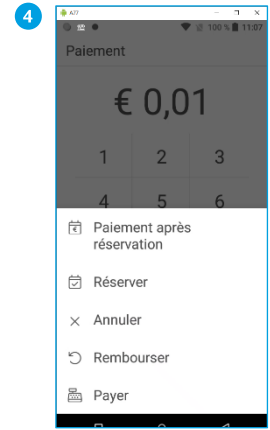 4
A77
100 % 11:07
Paiement
€ 0,01
1 2 3
4 5 6
Paiement après
réservation
Réserver
Annuler
Rembourser
Payer